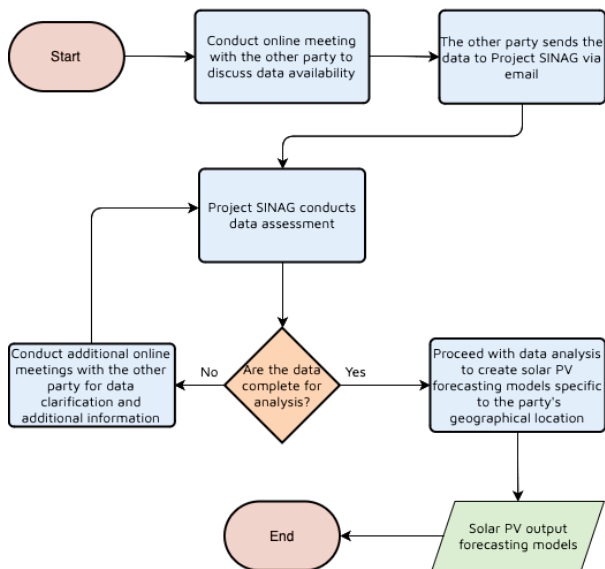 Start
Conduct online meeting
with the other party to
discuss data availability
The other party sends the
data to Project SINAG via
email
Project SINAG conducts
data assessment
Are the data
complete for
analysis?
No
Yes
Conduct additional online
meetings with the other
party for data
clarification and
additional information
Proceed with data analysis
to create solar PV
forecasting models specific
to the party's
geographical location
Solar PV output
forecasting models
End